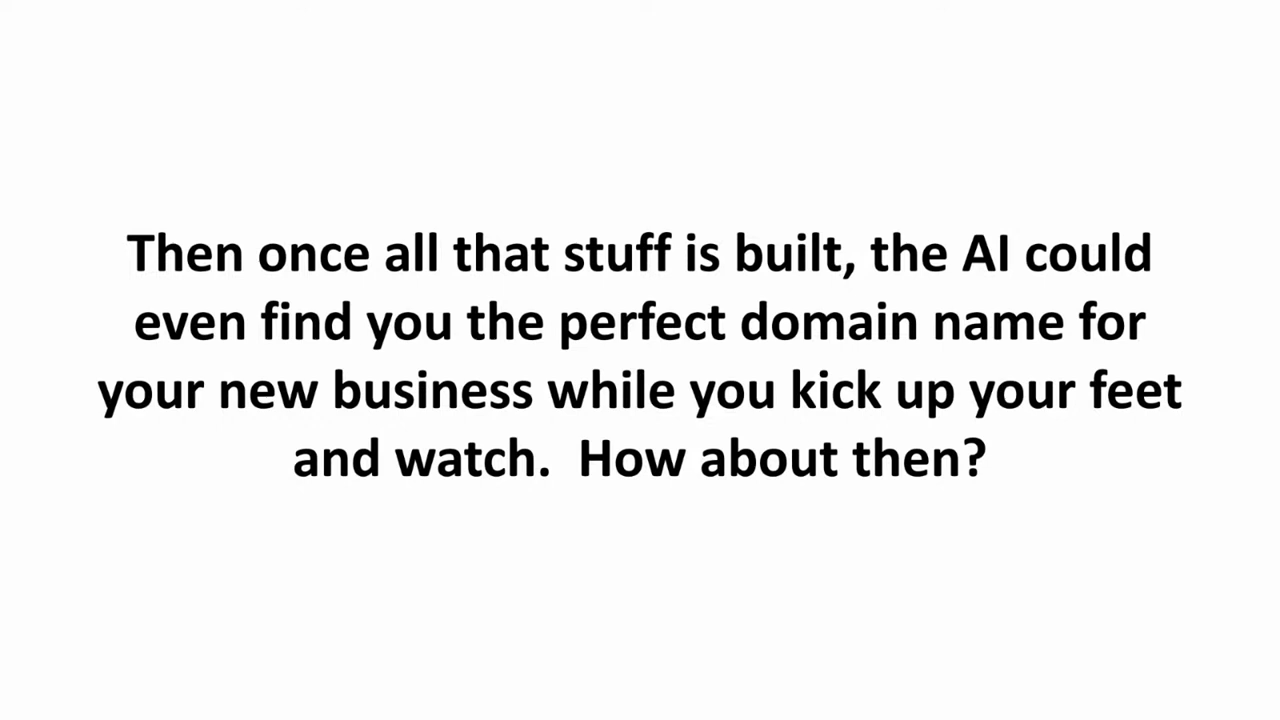 Then once all that stuff is built, the AI could
even find you the perfect domain name for
your new business while you kick up your feet
and watch.  How about then?